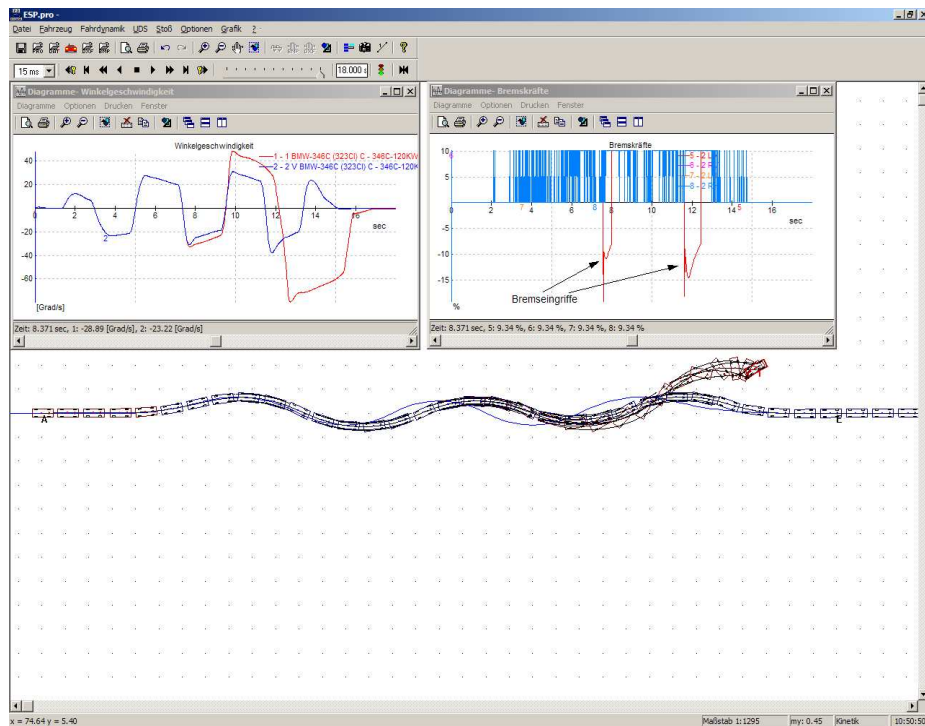 ESP.pro -
Datei Fahrzeug Fahrdynamik UDS Stoß Optionen Grafik ?
15 ms
18.000 s
Diagramme- Winkelgeschwindigkeit
Diagramme Optionen Drucken Fenster
Winkelgeschwindigkeit
1 - 1 BMW-346C (323CI) C - 346C-120KW
2 - 2 V BMW-346C (323CI) C - 346C-120K
40
20
2 4 6 8 10 12 14 16
sec
-20
2
-40
-60
[Grad/s]
Zeit: 8.371 sec, 1: -28.89 [Grad/s], 2: -23.22 [Grad/s]
Diagramme- Bremskräfte
Diagramme Optionen Drucken Fenster
Bremskräfte
10
5
0 2 4 6 8 10 12 14 16
sec
7 8 7 5
-5
-10
-15
%
Bremseingriffe
Zeit: 8.371 sec, 5: 9.34 %, 6: 9.34 %, 7: 9.34 %, 8: 9.34 %
A
E
x = 74.64 y = 5.40
Maßstab 1:1295
my: 0.45
Kinetik
10:50:50